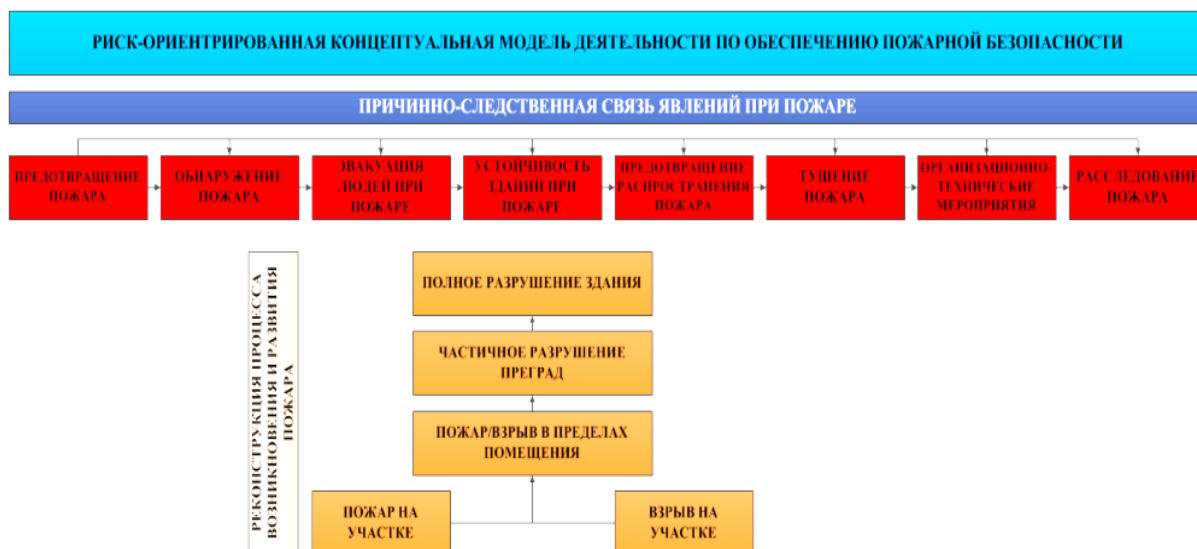 РИСК-ОРИЕНТРИРОВАННАЯ КОНЦЕПТУАЛЬНАЯ МОДЕЛЬ ДЕЯТЕЛЬНОСТИ ПО ОБЕСПЕЧЕНИЮ ПОЖАРНОЙ БЕЗОПАСНОСТИ
ПРИЧИННО-СЛЕДСТВЕННАЯ СВЯЗЬ ЯВЛЕНИЙ ПРИ ПОЖАРЕ
ПРЕДОТВРАЩЕНИЕ
ПОЖАРА
ОБНАРУЖЕНИЕ
ПОЖАРА
ЭВАКУАЦИЯ
ЛЮДЕЙ ПРИ
ПОЖАРЕ
УСТОЙЧИВОСТЬ
ЗДАНИЙ ПРИ
ПОЖАРЕ
ПРЕДОТВРАЩЕНИЕ
РАСПРОСТРАНЕНИЯ
ПОЖАРА
ТУШЕНИЕ
ПОЖАРА
ОРГАНИЗАЦИОННО-
ТЕХНИЧЕСКИЕ
МЕРОПРИЯТИЯ
РАССЛЕДОВАНИЕ
ПОЖАРА
РЕКОНСТРУКЦИЯ ПРОЦЕССА
ВОЗНИКНОВЕНИЯ И РАЗВИТИЯ
ПОЖАРА
ПОЛНОЕ РАЗРУШЕНИЕ ЗДАНИЯ
ЧАСТИЧНОЕ РАЗРУШЕНИЕ
ПРЕГРАД
ПОЖАР/ВЗРЫВ В ПРЕДЕЛАХ
ПОМЕЩЕНИЯ
ПОЖАР НА
УЧАСТКЕ
ВЗРЫВ НА
УЧАСТКЕ